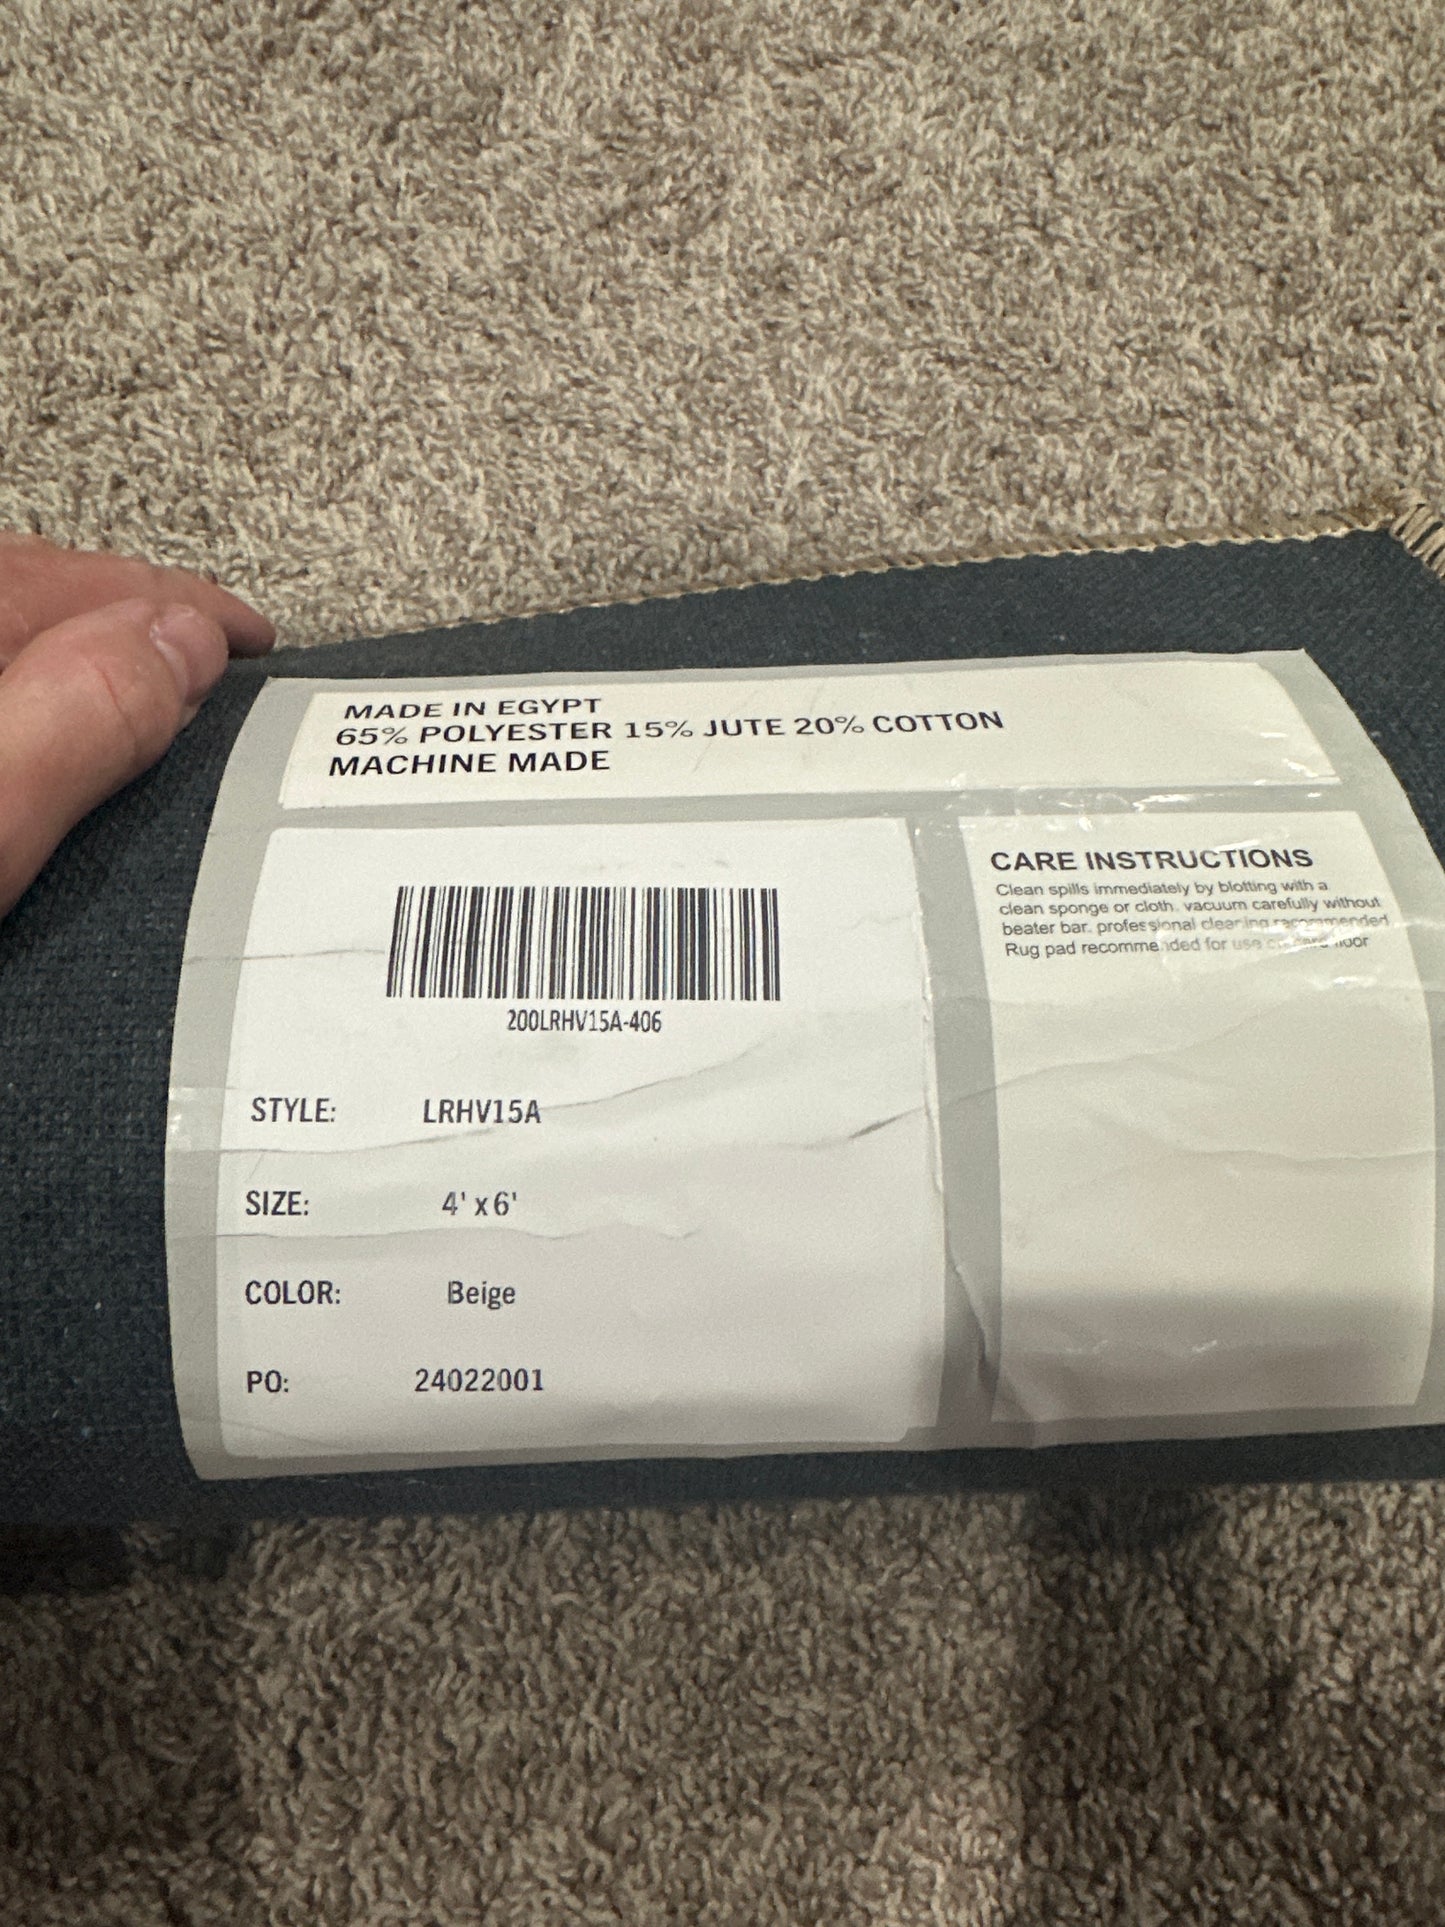 MADE IN EGYPT
65% POLYESTER 15% JUTE 20% COTTON
MACHINE MADE
200LRHV15A-406
STYLE: LRHV15A
SIZE: 4' x 6'
COLOR: Beige
PO: 24022001
CARE INSTRUCTIONS
Clean spills immediately by blotting with a
clean sponge or cloth. vacuum carefully without
beater bar. professional cleaning recommended
Rug pad recommended for use floor